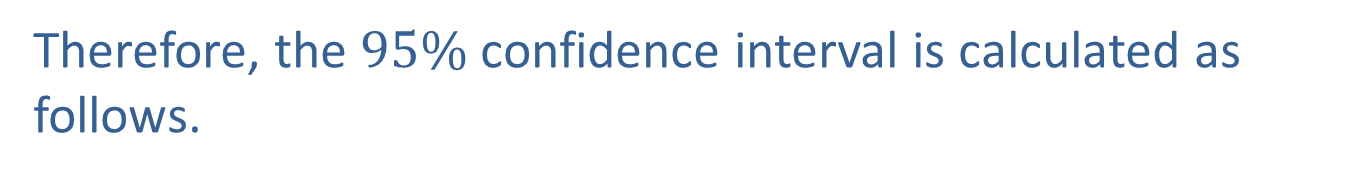 Therefore, the 95% confidence interval is calculated as
follows.